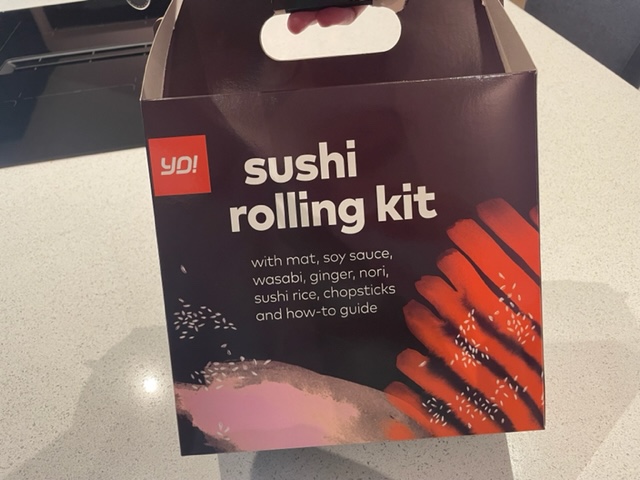 YO!
sushi
rolling kit
with mat, soy sauce,
wasabi, ginger, nori,
sushi rice, chopsticks
and how-to guide